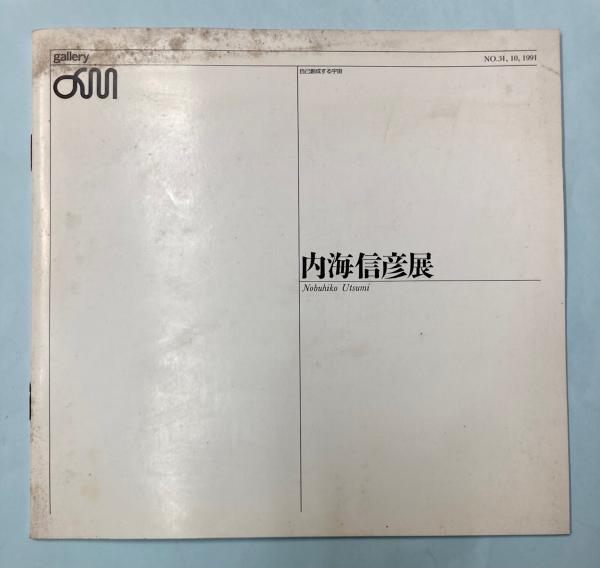 gallery
NO.31, 10, 1991
自己創成する宇宙
内海信彦展
Nobuhiko Utsumi